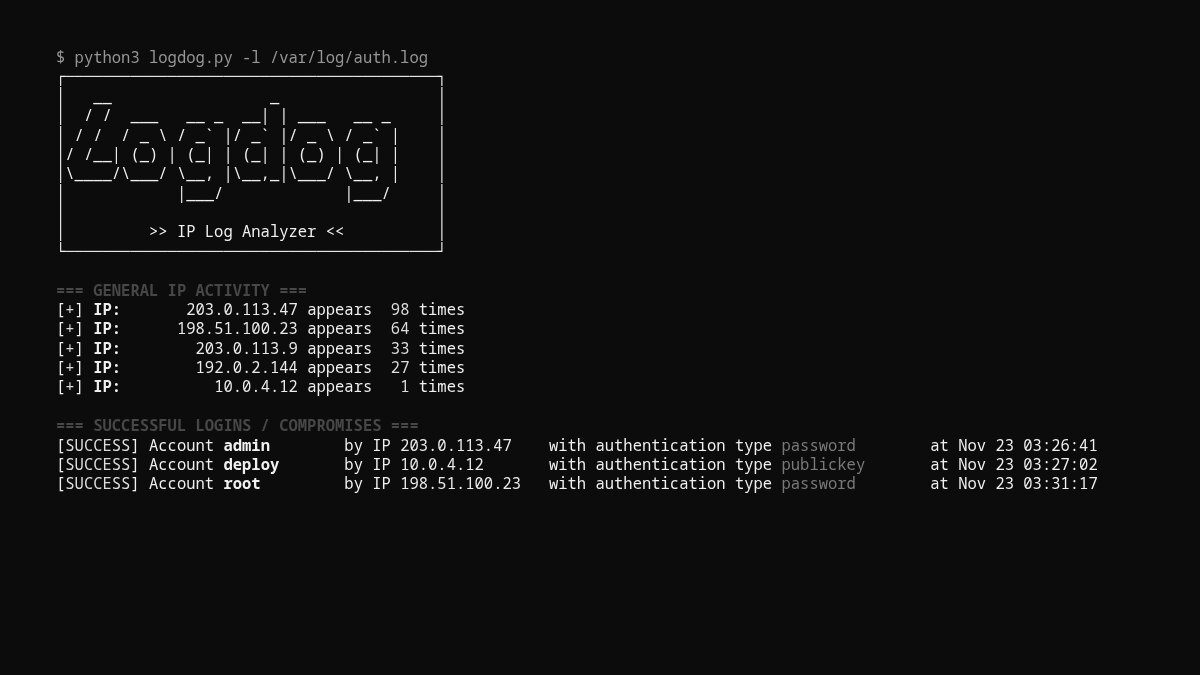 $ python3 logdog.py -l /var/log/auth.log
Logdog
>> IP Log Analyzer <<
=== GENERAL IP ACTIVITY ===
[+] IP:       203.0.113.47 appears  98 times
[+] IP:      198.51.100.23 appears  64 times
[+] IP:        203.0.113.9 appears  33 times
[+] IP:        192.0.2.144 appears  27 times
[+] IP:          10.0.4.12 appears   1 times
=== SUCCESSFUL LOGINS / COMPROMISES ===
[SUCCESS] Account admin        by IP 203.0.113.47    with authentication type password        at Nov 23 03:26:41
[SUCCESS] Account deploy       by IP 10.0.4.12       with authentication type publickey       at Nov 23 03:27:02
[SUCCESS] Account root         by IP 198.51.100.23   with authentication type password        at Nov 23 03:31:17